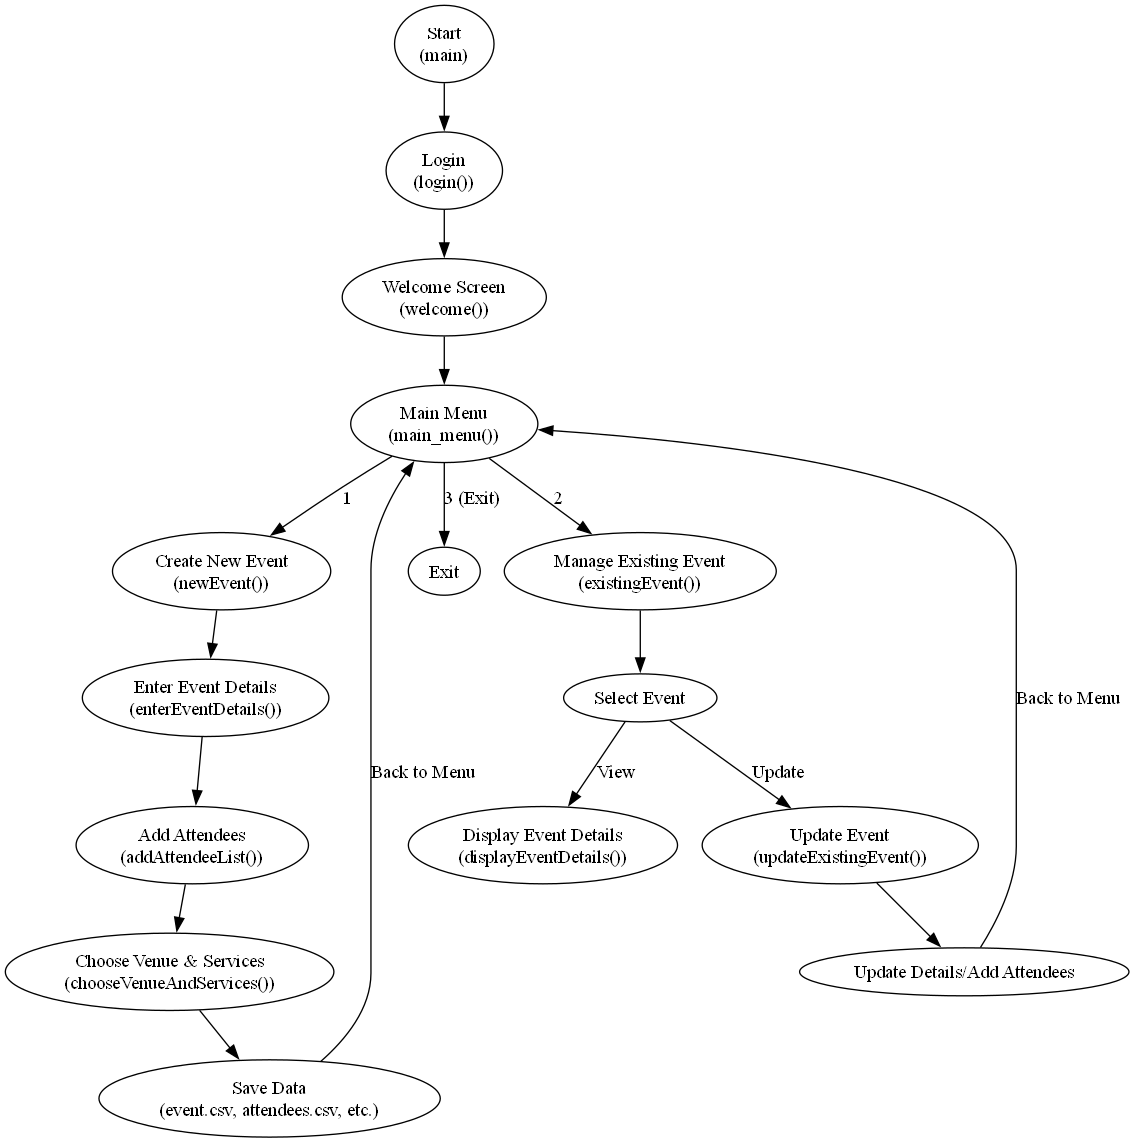 Start
(main)
Login
(login())
Welcome Screen
(welcome())
Main Menu
(main_menu())
1
3 (Exit)
2
Create New Event
(newEvent())
Exit
Manage Existing Event
(existingEvent())
Enter Event Details
(enterEventDetails())
Select Event
Back to Menu
Back to Menu
View
Update
Add Attendees
(addAttendeeList())
Display Event Details
(displayEventDetails())
Update Event
(updateExistingEvent())
Choose Venue & Services
(chooseVenueAndServices())
Update Details/Add Attendees
Save Data
(event.csv, attendees.csv, etc.)